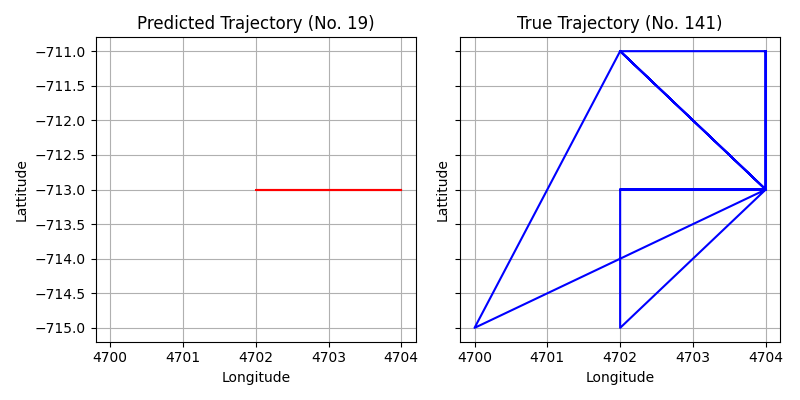 Predicted Trajectory (No. 19)
True Trajectory (No. 141)
Lattitude
−711.0
−711.5
−712.0
−712.5
−713.0
−713.5
−714.0
−714.5
−715.0
4700 4701 4702 4703 4704
Longitude
Lattitude
4700 4701 4702 4703 4704
Longitude